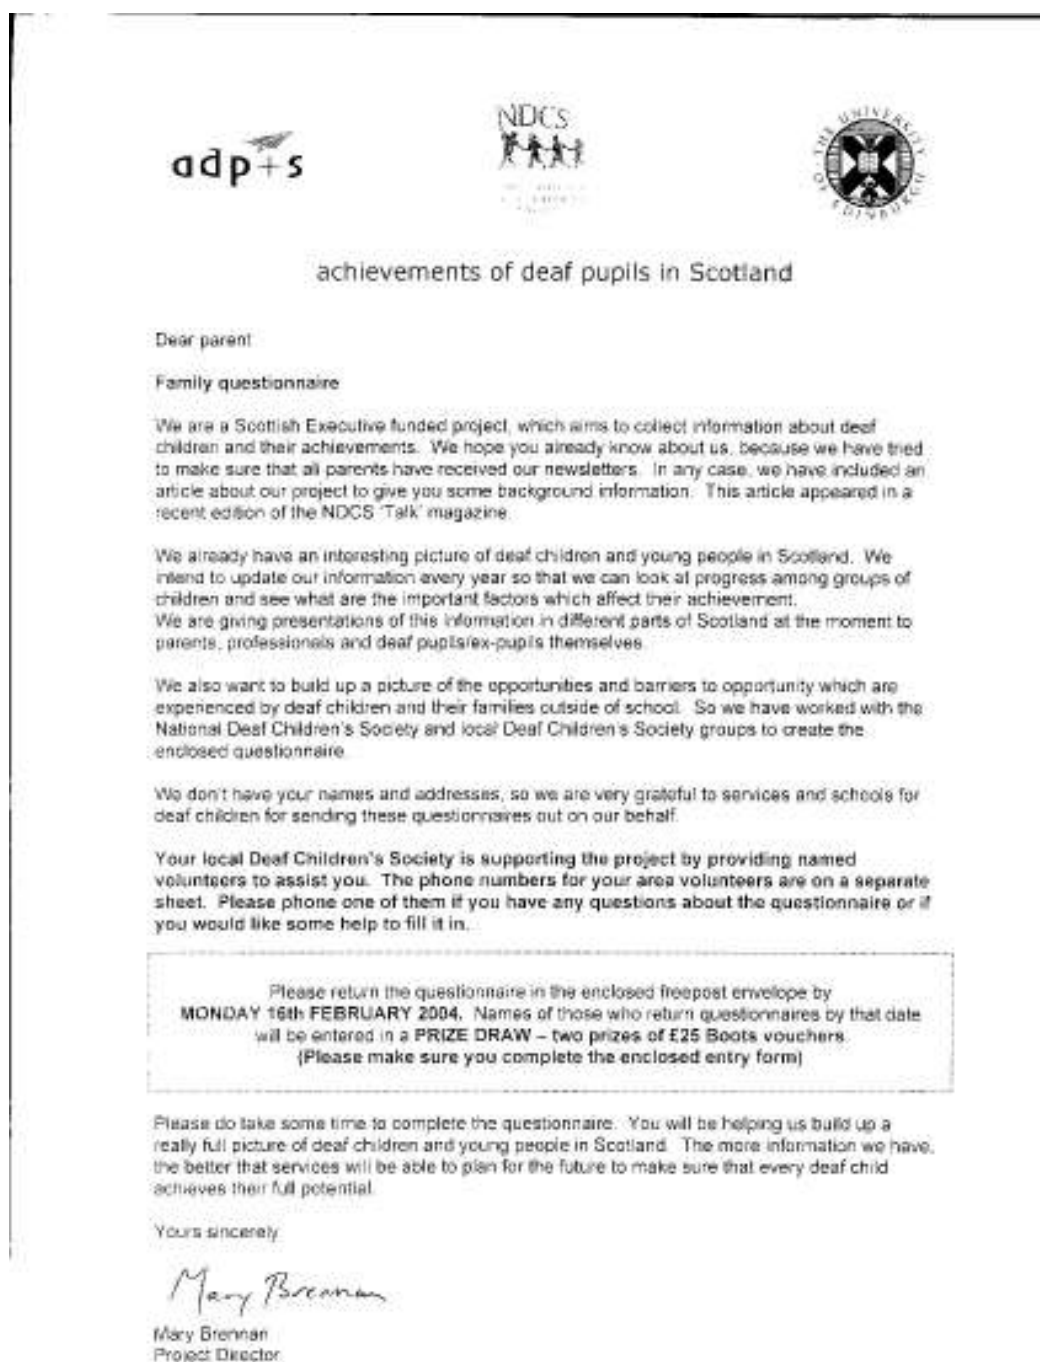 adp+s
NDCS
THE UNIVERSITY OF EDINBURGH
achievements of deaf pupils in Scotland
Dear parent
Family questionnaire
We are a Scottish Executive funded project, which aims to collect information about deaf
children and their achievements. We hope you already know about us, because we have tried
to make sure that all parents have received our newsletters. In any case, we have included an
article about our project to give you some background information. This article appeared in a
recent edition of the NDCS 'Talk' magazine.
We already have an interesting picture of deaf children and young people in Scotland. We
intend to update our information every year so that we can look at progress among groups of
children and see what are the important factors which affect their achievement.
We are giving presentations of this information in different parts of Scotland at the moment to
parents, professionals and deaf pupils/ex-pupils themselves.
We also want to build up a picture of the opportunities and barriers to opportunity which are
experienced by deaf children and their families outside of school. So we have worked with the
National Deaf Children's Society and local Deaf Children's Society groups to create the
enclosed questionnaire.
We don't have your names and addresses, so we are very grateful to services and schools for
deaf children for sending these questionnaires out on our behalf.
Your local Deaf Children's Society is supporting the project by providing named
volunteers to assist you. The phone numbers for your area volunteers are on a separate
sheet. Please phone one of them if you have any questions about the questionnaire or if
you would like some help to fill it in.
Please return the questionnaire in the enclosed freepost envelope by
MONDAY 16th FEBRUARY 2004. Names of those who return questionnaires by that date
will be entered in a PRIZE DRAW – two prizes of £25 Boots vouchers.
(Please make sure you complete the enclosed entry form)
Please do take some time to complete the questionnaire. You will be helping us build up a
really full picture of deaf children and young people in Scotland. The more information we have,
the better that services will be able to plan for the future to make sure that every deaf child
achieves their full potential.
Yours sincerely
Mary Brennan
Mary Brennan
Project Director